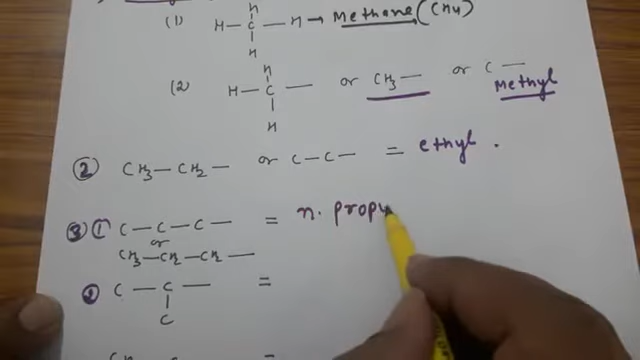 (1) H—C—H → Methane (CH4)
H
H
(2) H—C— or CH3— or C—
H
H
Methyl
② CH3—CH2— or C—C— = ethyl.
③ ① C—C—C— = n. propy
or
CH3—CH2—CH2—
② C—C— =
C